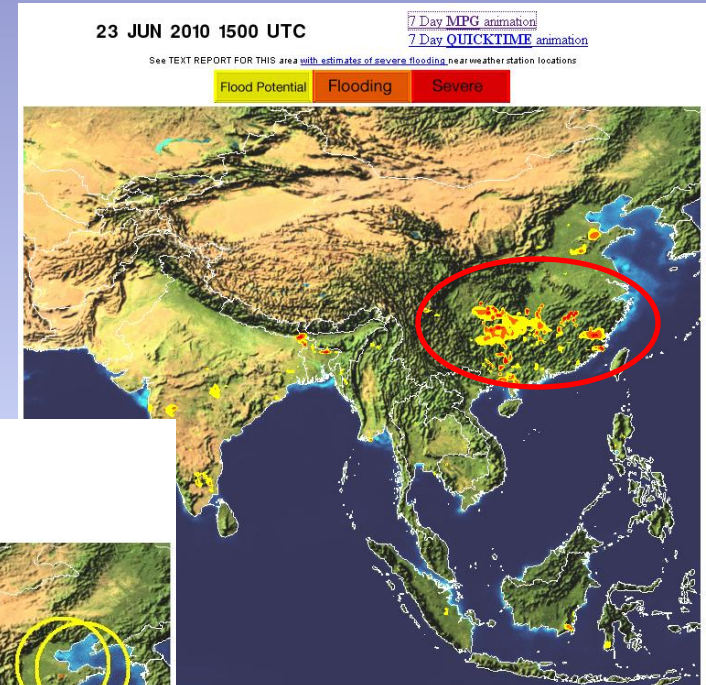 23 JUN 2010 1500 UTC
7 Day MPG animation
7 Day QUICKTIME animation
See TEXT REPORT FOR THIS area with estimates of severe flooding near weather station locations
Flood Potential Flooding Severe